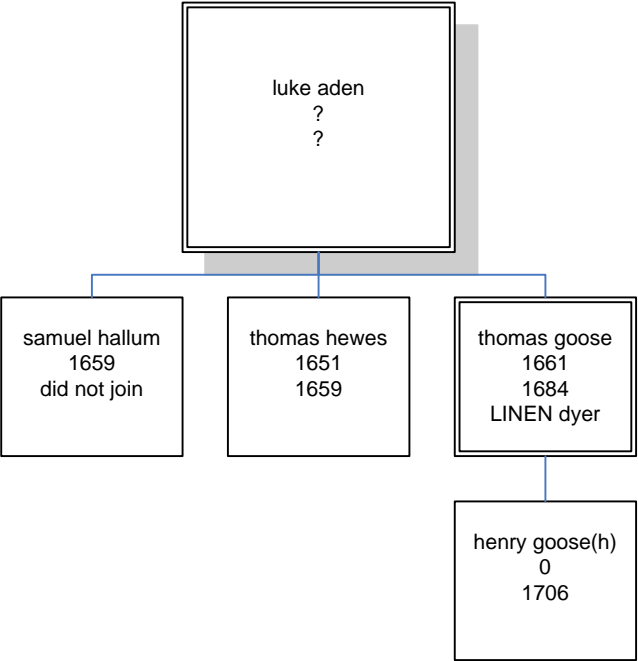 luke aden
?
?
samuel hallum
1659
did not join
thomas hewes
1651
1659
thomas goose
1661
1684
LINEN dyer
henry goose(h)
0
1706